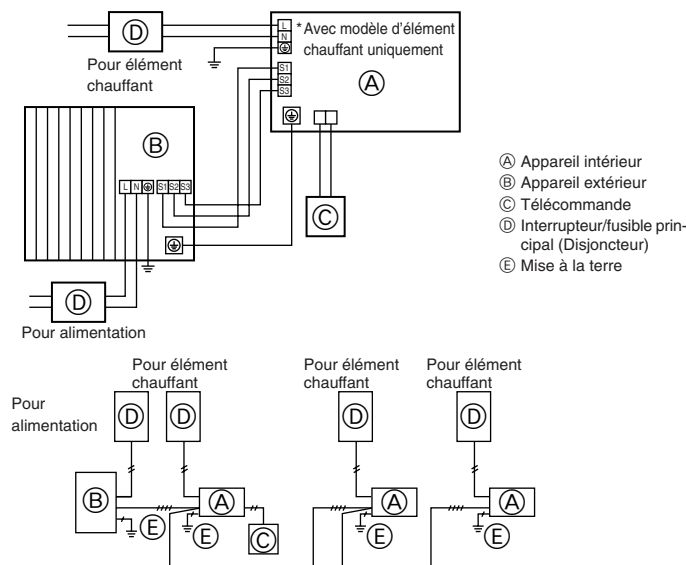 D
Pour élément
chauffant
L
N
* Avec modèle d'élément
chauffant uniquement
S1
S2
S3
A
B
L N S1 S2 S3
C
D
Pour alimentation
A Appareil intérieur
B Appareil extérieur
C Télécommande
D Interrupteur/fusible prin-
cipal (Disjoncteur)
E Mise à la terre
Pour
alimentation
Pour élément
chauffant
Pour élément
chauffant
Pour élément
chauffant
D D D D
B E A E C
A E
A E